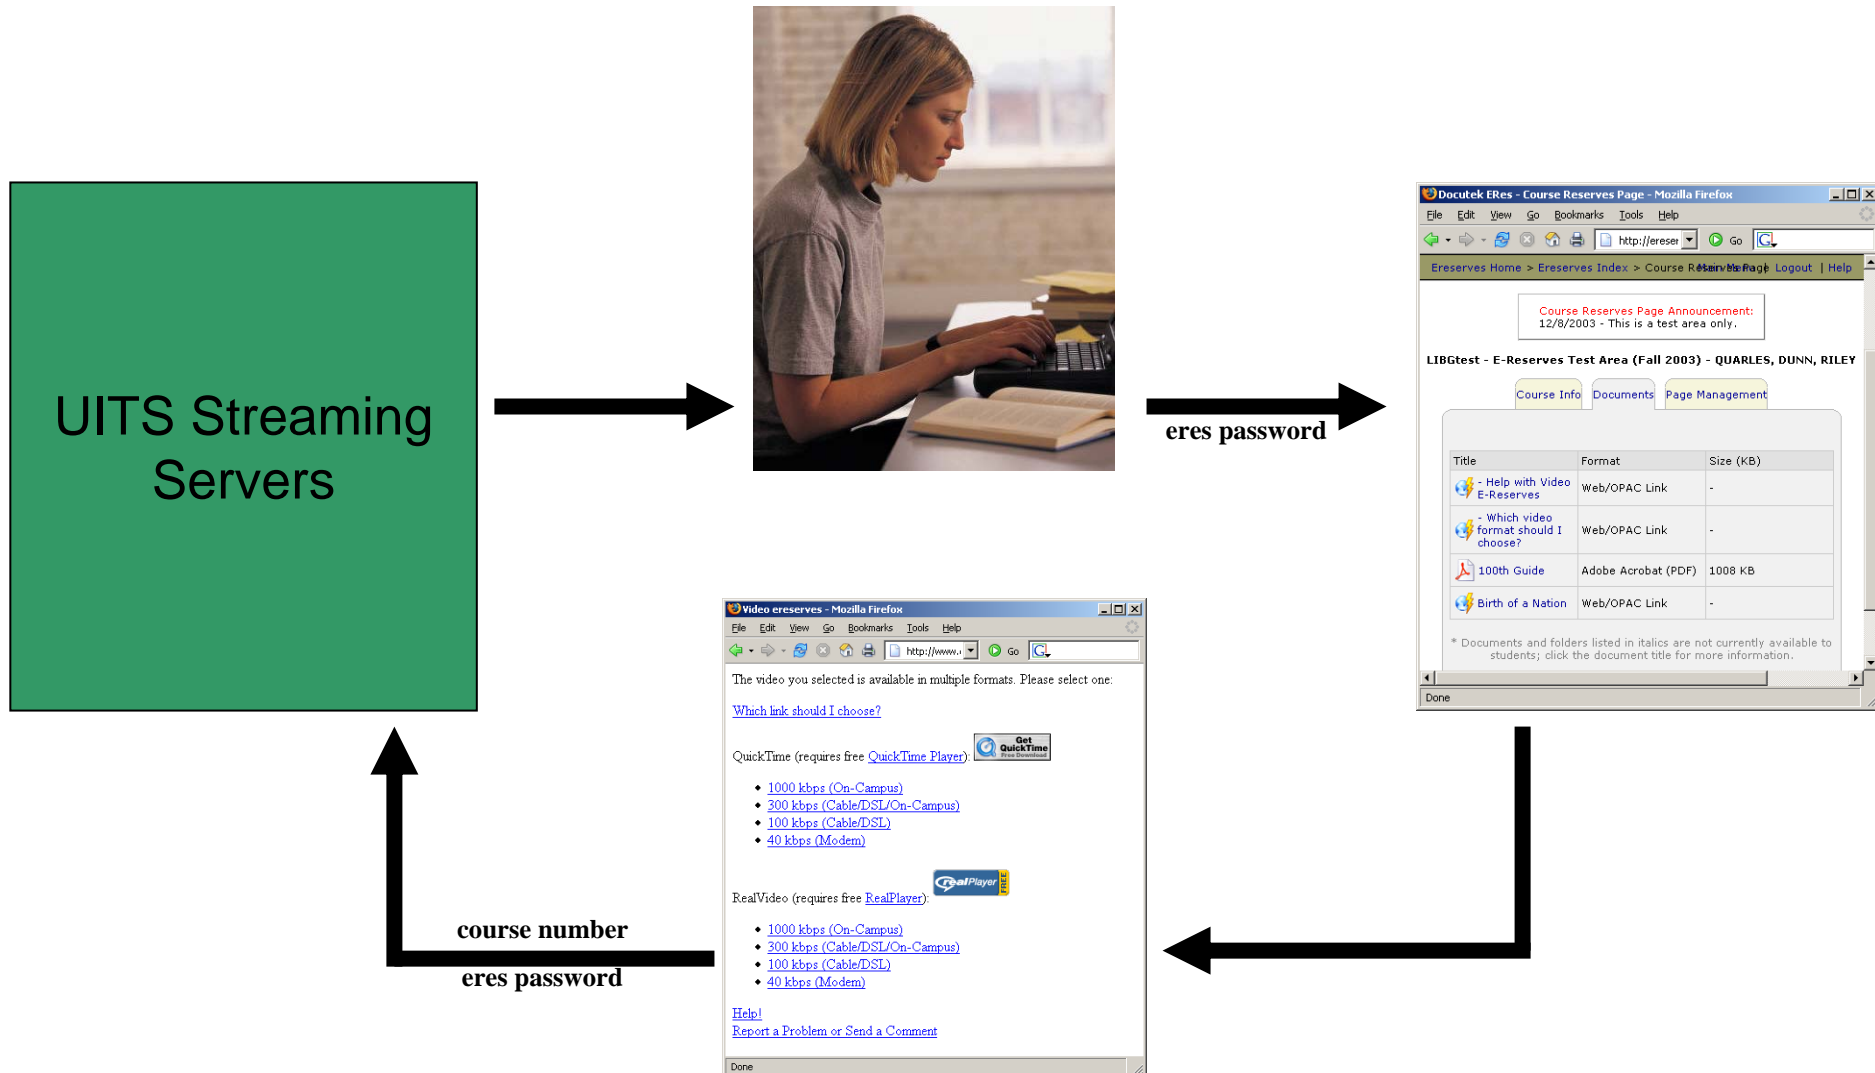 UITS Streaming
Servers
eres password
Docutek ERes - Course Reserves Page - Mozilla Firefox
File Edit View Go Bookmarks Tools Help
http://ereser Go
Ereserves Home > Ereserves Index > Course Reserves Page Main Menu | Logout | Help
Course Reserves Page Announcement:
12/8/2003 - This is a test area only.
LIBGtest - E-Reserves Test Area (Fall 2003) - QUARLES, DUNN, RILEY
Course Info Documents Page Management
Title Format Size (KB)
- Help with Video
E-Reserves Web/OPAC Link -
- Which video
format should I
choose? Web/OPAC Link -
100th Guide Adobe Acrobat (PDF) 1008 KB
Birth of a Nation Web/OPAC Link -
* Documents and folders listed in italics are not currently available to
students; click the document title for more information.
Done
Video ereserves - Mozilla Firefox
File Edit View Go Bookmarks Tools Help
http://www. Go
The video you selected is available in multiple formats. Please select one:
Which link should I choose?
QuickTime (requires free QuickTime Player): Get QuickTime Free Download
1000 kbps (On-Campus)
300 kbps (Cable/DSL/On-Campus)
100 kbps (Cable/DSL)
40 kbps (Modem)
RealVideo (requires free RealPlayer): realPlayer FREE
1000 kbps (On-Campus)
300 kbps (Cable/DSL/On-Campus)
100 kbps (Cable/DSL)
40 kbps (Modem)
Help!
Report a Problem or Send a Comment
Done
course number
eres password